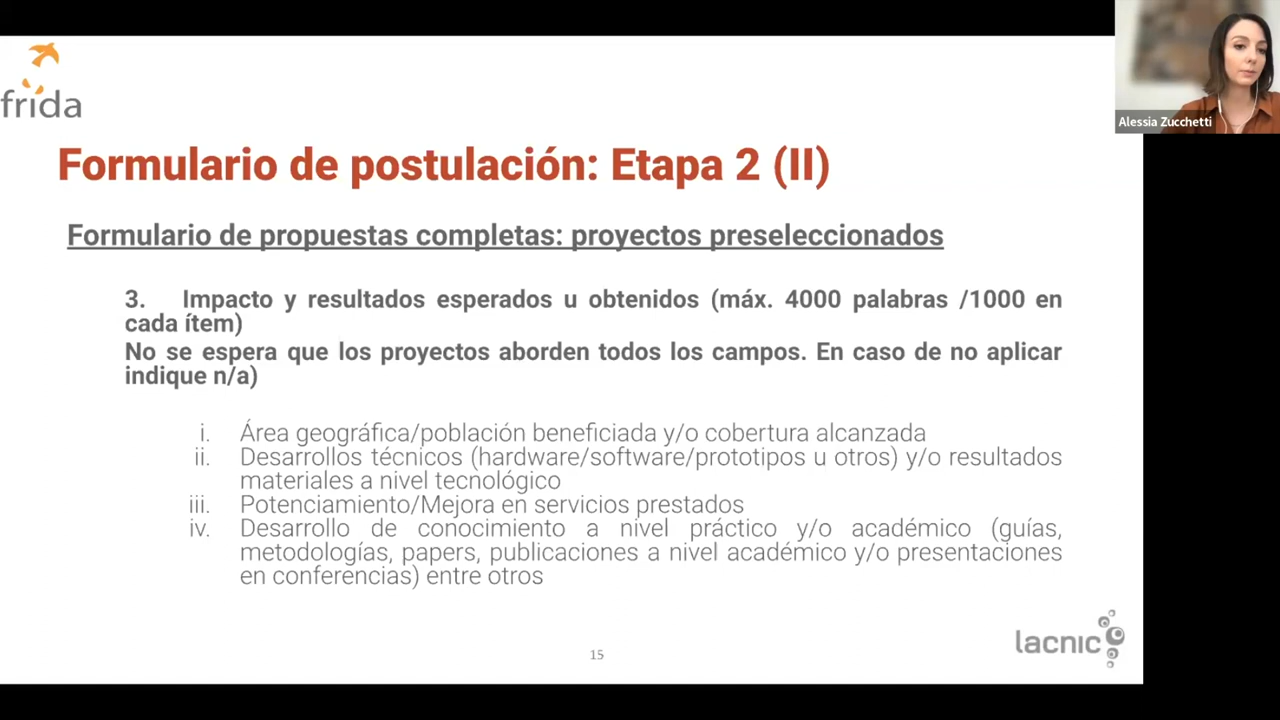 frida
Alessia Zucchetti
Formulario de postulación: Etapa 2 (II)
Formulario de propuestas completas: proyectos preseleccionados
3. Impacto y resultados esperados u obtenidos (máx. 4000 palabras /1000 en
cada ítem)
No se espera que los proyectos aborden todos los campos. En caso de no aplicar
indique n/a)
i. Área geográfica/población beneficiada y/o cobertura alcanzada
ii. Desarrollos técnicos (hardware/software/prototipos u otros) y/o resultados
materiales a nivel tecnológico
iii. Potenciamiento/Mejora en servicios prestados
iv. Desarrollo de conocimiento a nivel práctico y/o académico (guías,
metodologías, papers, publicaciones a nivel académico y/o presentaciones
en conferencias) entre otros
15
lacnic